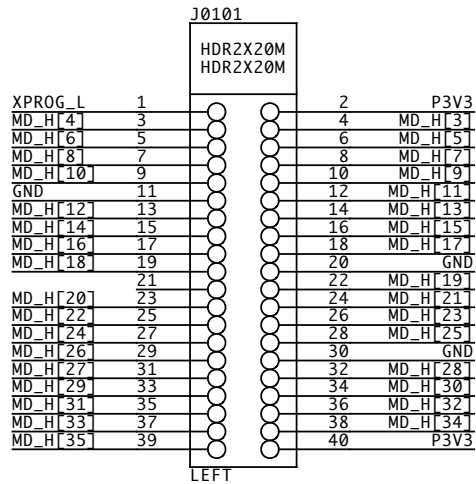 J0101
HDR2X20M
HDR2X20M
XPROG_L 1 2 P3V3
MD_H[4] 3 4 MD_H[3]
MD_H[6] 5 6 MD_H[5]
MD_H[8] 7 8 MD_H[7]
MD_H[10] 9 10 MD_H[9]
GND 11 12 MD_H[11]
MD_H[12] 13 14 MD_H[13]
MD_H[14] 15 16 MD_H[15]
MD_H[16] 17 18 MD_H[17]
MD_H[18] 19 20 GND
21 22 MD_H[19]
MD_H[20] 23 24 MD_H[21]
MD_H[22] 25 26 MD_H[23]
MD_H[24] 27 28 MD_H[25]
MD_H[26] 29 30 GND
MD_H[27] 31 32 MD_H[28]
MD_H[29] 33 34 MD_H[30]
MD_H[31] 35 36 MD_H[32]
MD_H[33] 37 38 MD_H[34]
MD_H[35] 39 40 P3V3
LEFT